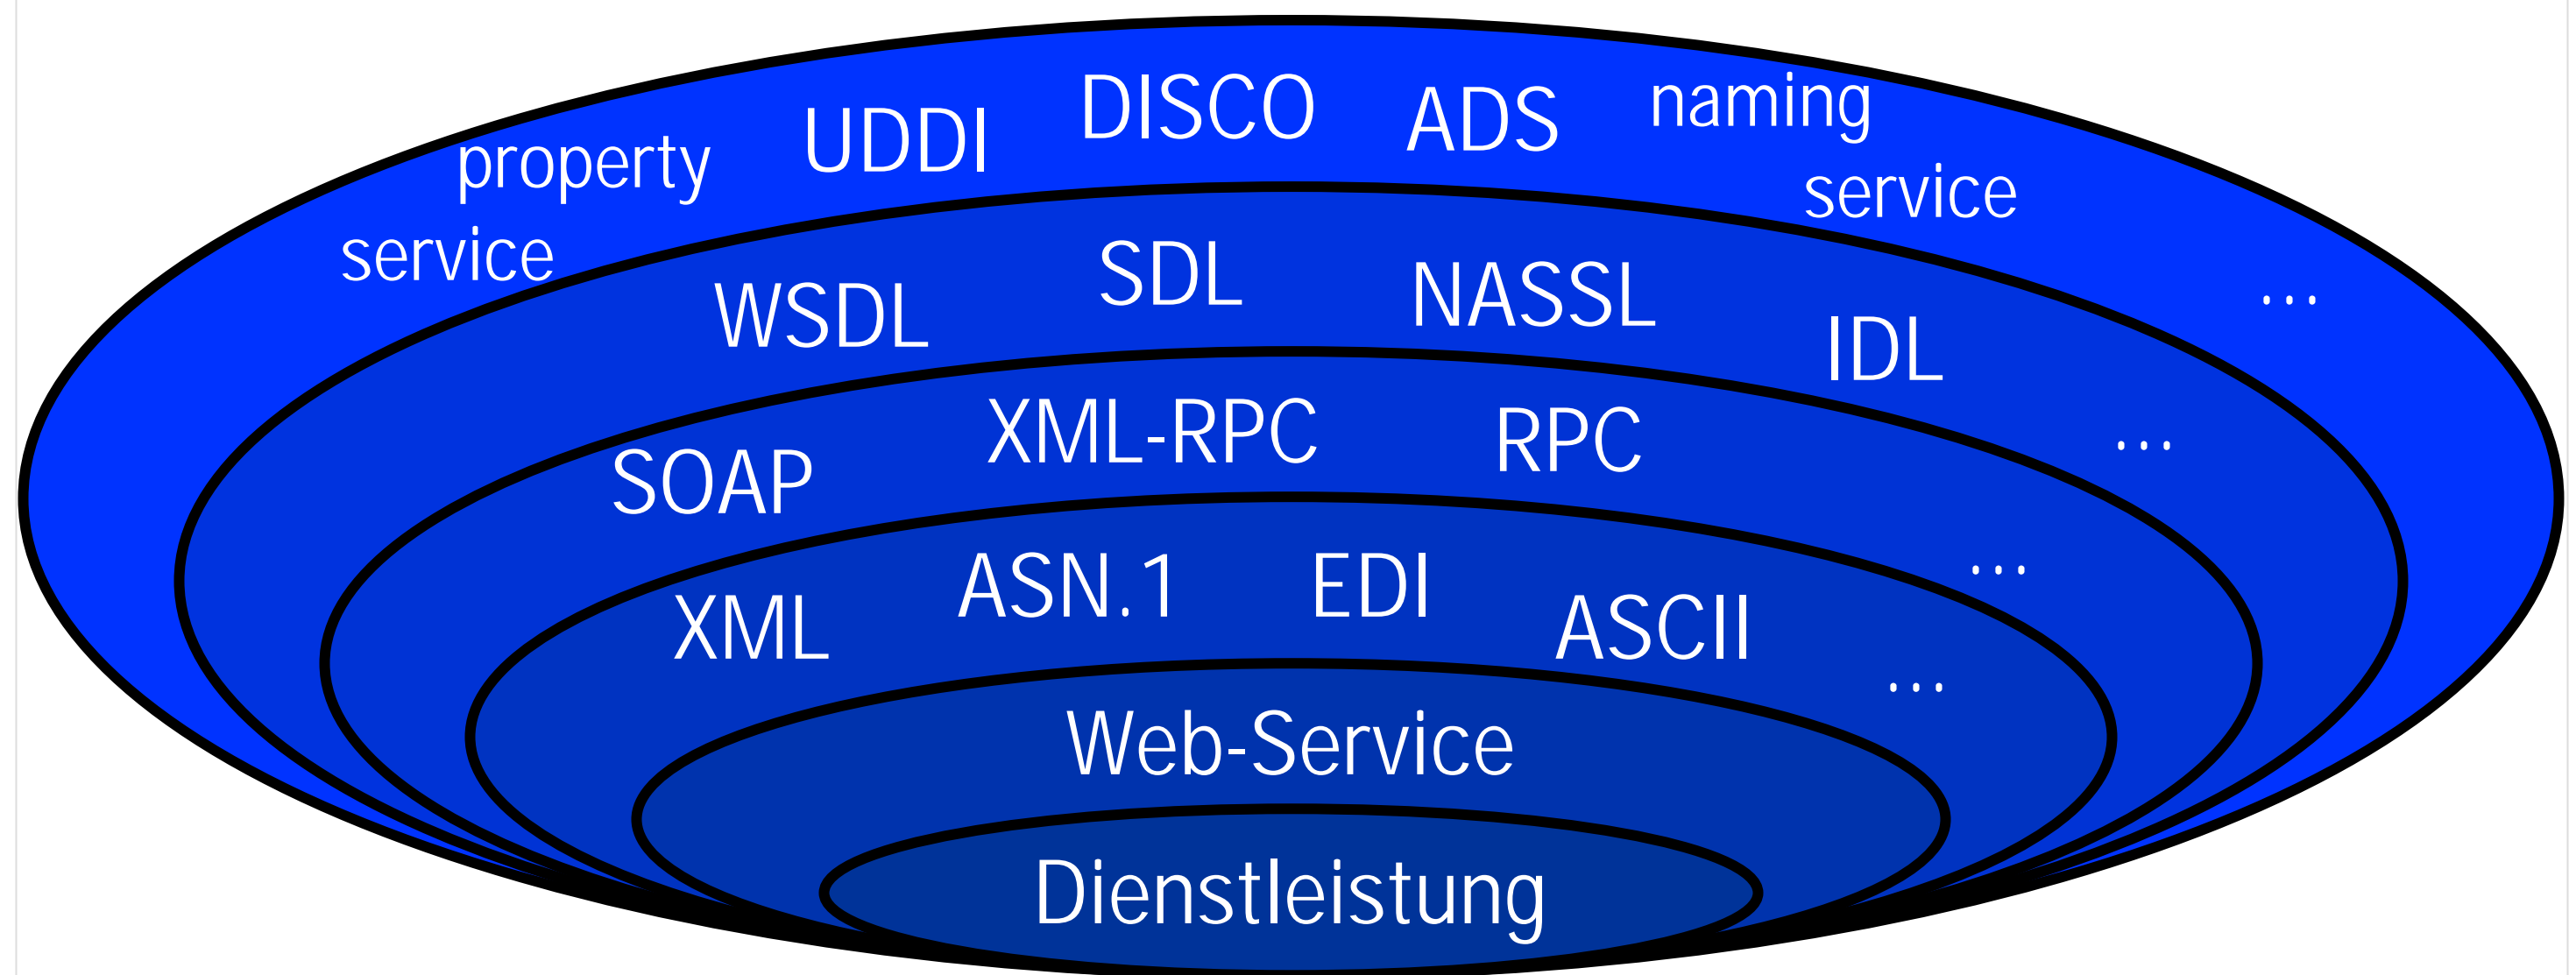 property
service
UDDI
DISCO
ADS
naming
service
...
WSDL
SDL
NASSL
IDL
...
SOAP
XML-RPC
RPC
...
XML
ASN.1
EDI
ASCII
...
Web-Service
Dienstleistung